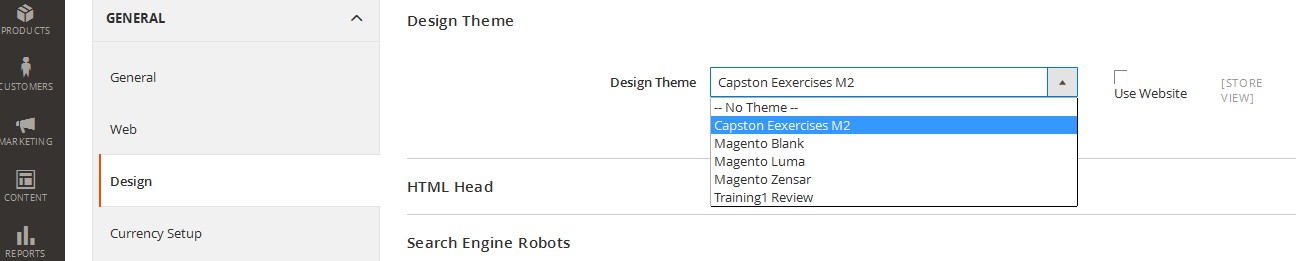 PRODUCTS
CUSTOMERS
MARKETING
CONTENT
REPORTS
GENERAL
General
Web
Design
Currency Setup
Design Theme
Design Theme
Capston Eexercises M2
-- No Theme --
Capston Eexercises M2
Magento Blank
Magento Luma
Magento Zensar
Training1 Review
Use Website
[STORE
VIEW]
HTML Head
Search Engine Robots